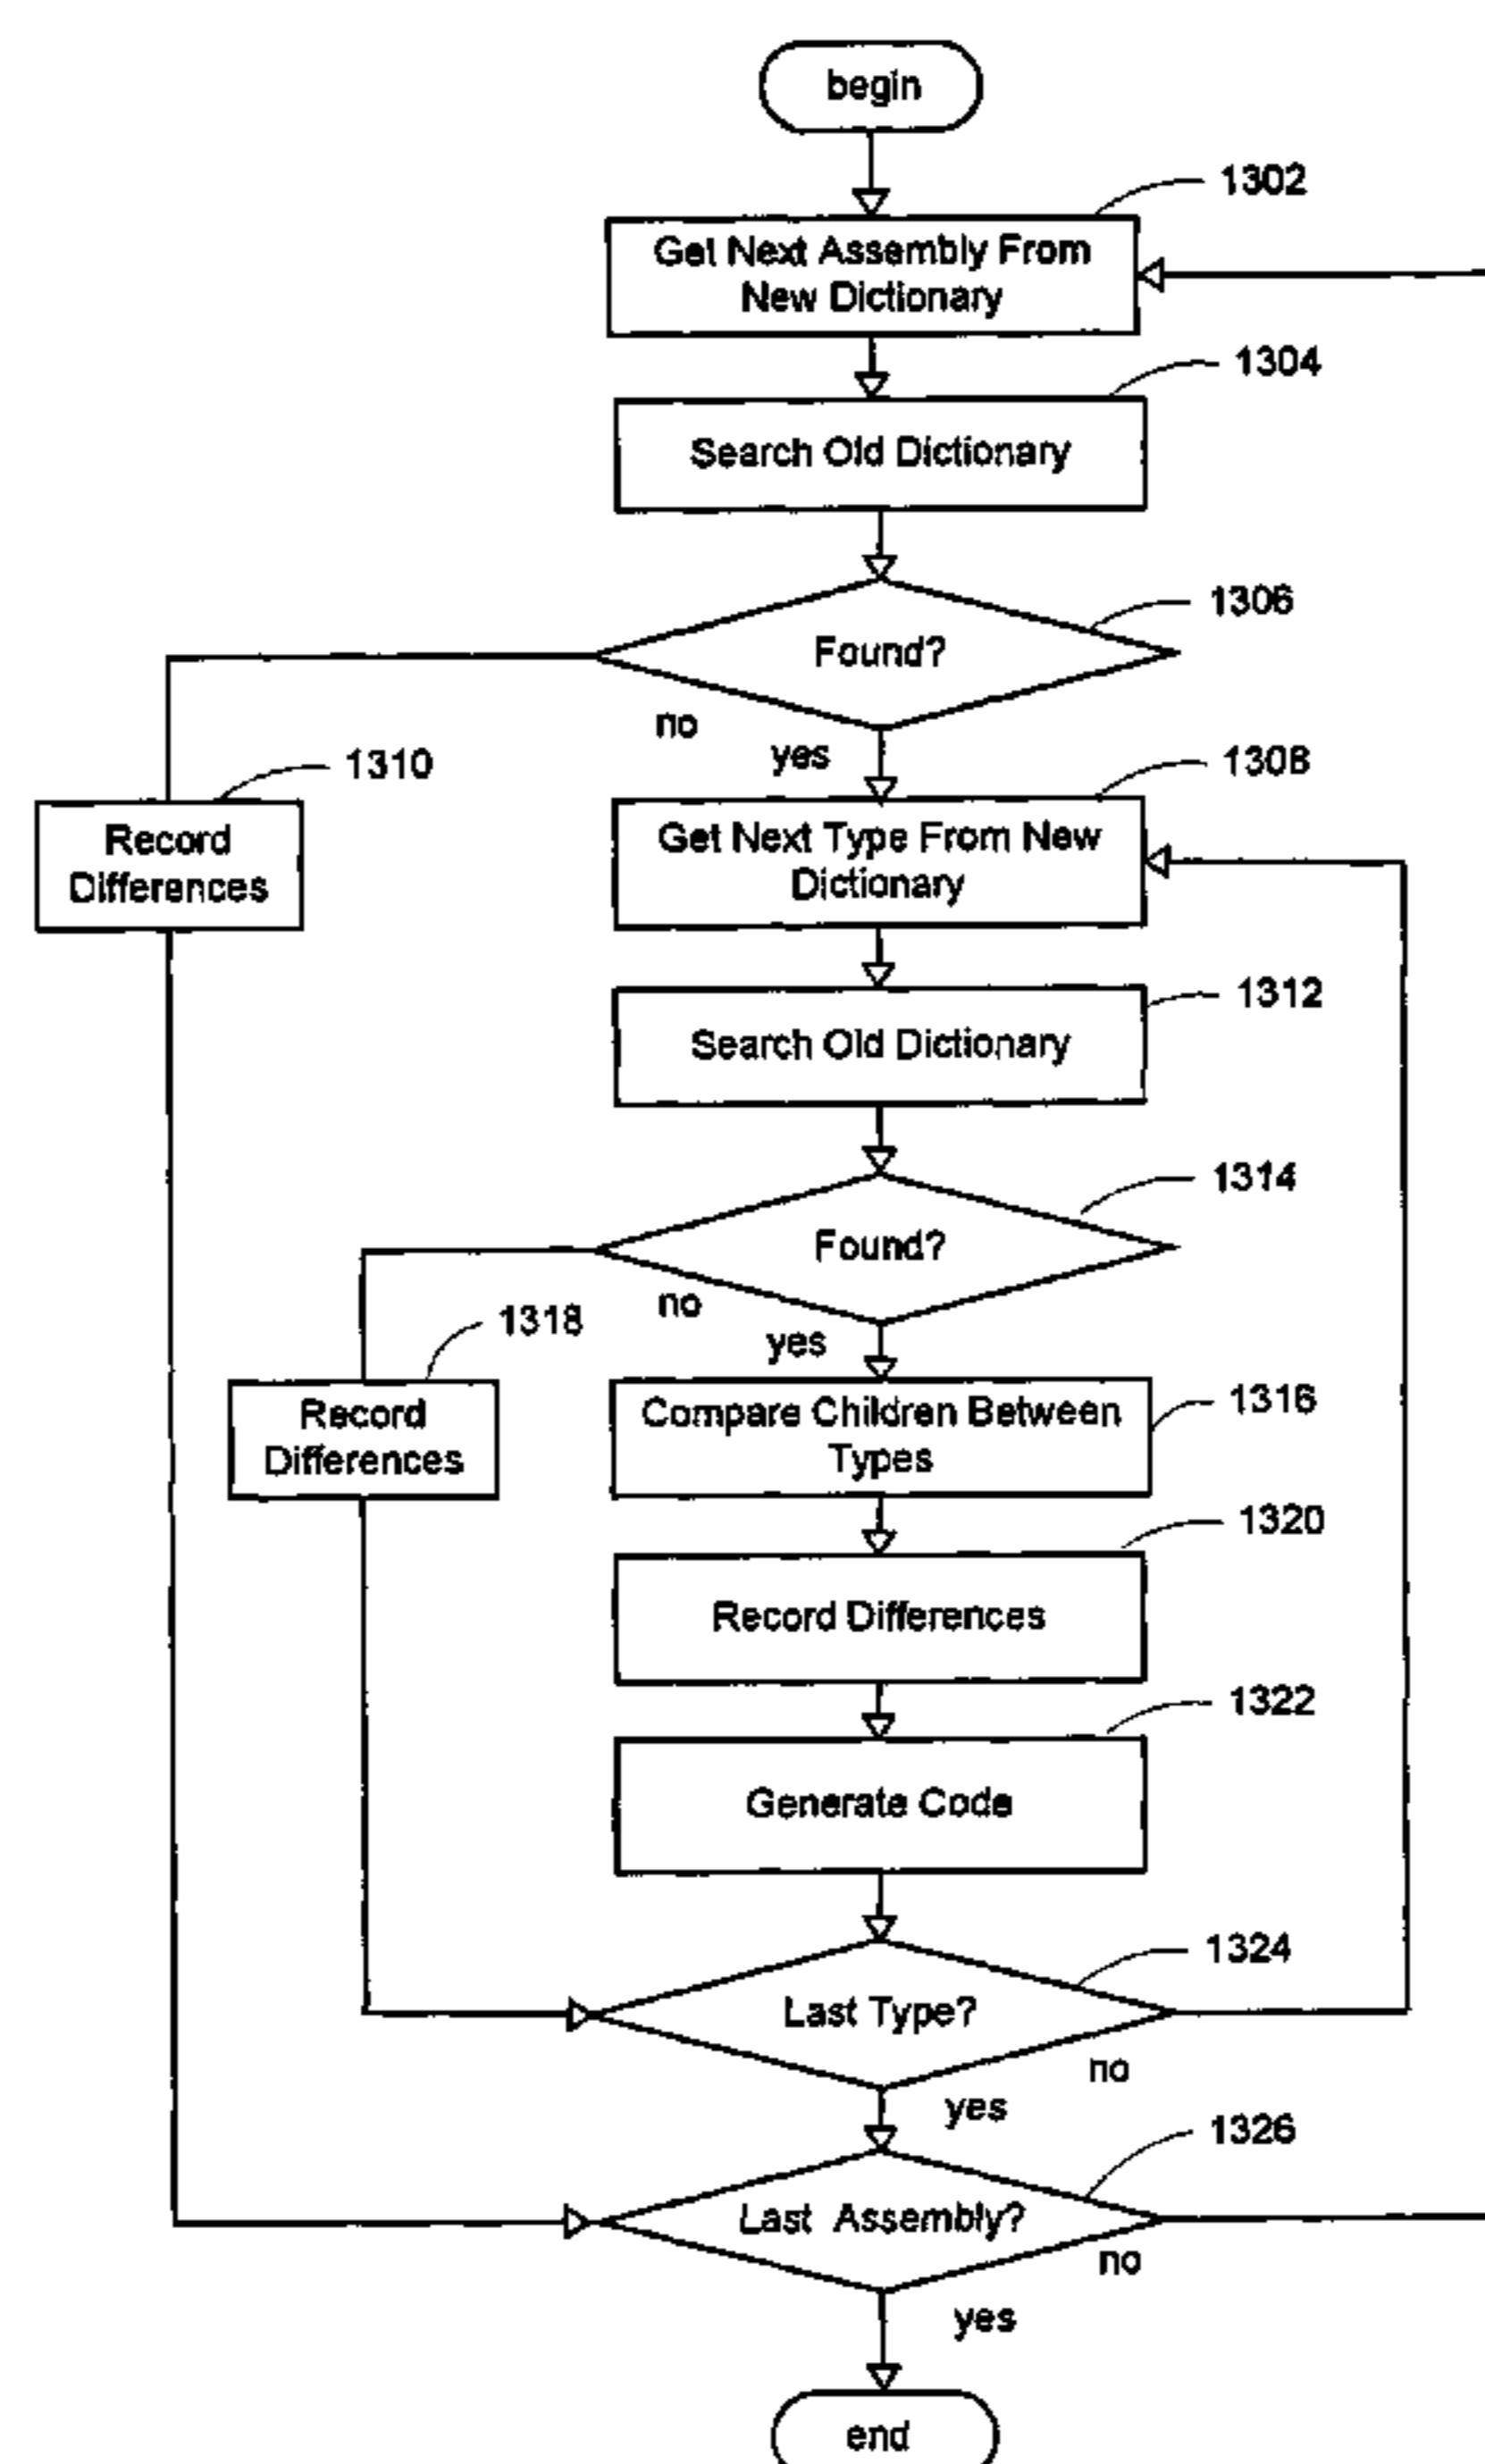 begin
1302
Get Next Assembly From
New Dictionary
1304
Search Old Dictionary
1306
Found?
no
yes
1308
1310
Record
Differences
Get Next Type From New
Dictionary
1312
Search Old Dictionary
1314
Found?
no
yes
1318
Record
Differences
1316
Compare Children Between
Types
1320
Record Differences
1322
Generate Code
1324
Last Type?
no
yes
1326
Last Assembly?
no
yes
end